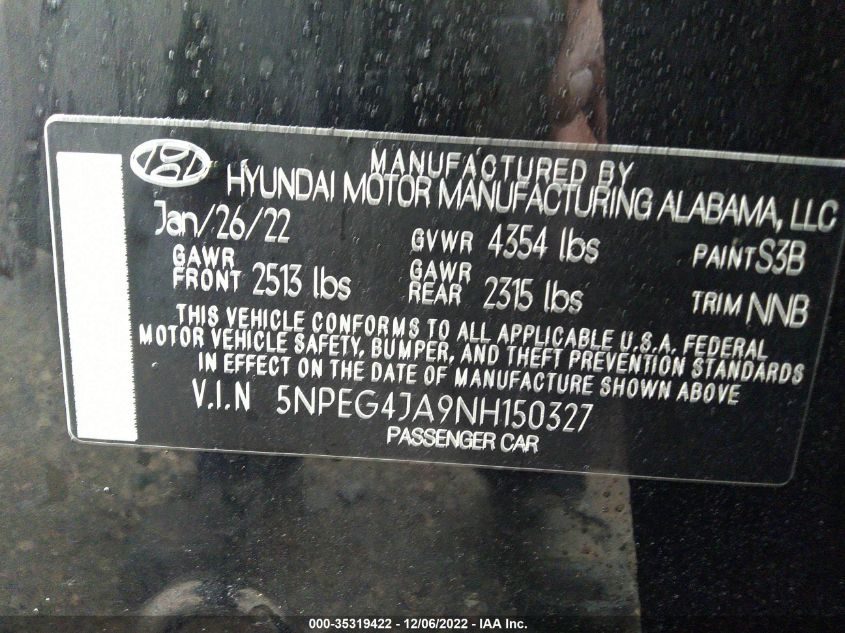 MANUFACTURED BY
HYUNDAI MOTOR MANUFACTURING ALABAMA, LLC
Jan/26/22 GVWR 4354 lbs PAINT S3B
GAWR FRONT 2513 lbs GAWR REAR 2315 lbs TRIM NNB
THIS VEHICLE CONFORMS TO ALL APPLICABLE U.S.A. FEDERAL
MOTOR VEHICLE SAFETY, BUMPER, AND THEFT PREVENTION STANDARDS
IN EFFECT ON THE DATE OF MANUFACTURE SHOWN ABOVE
V.I.N 5NPEG4JA9NH150327
PASSENGER CAR
000-35319422 - 12/06/2022 - IAA Inc.